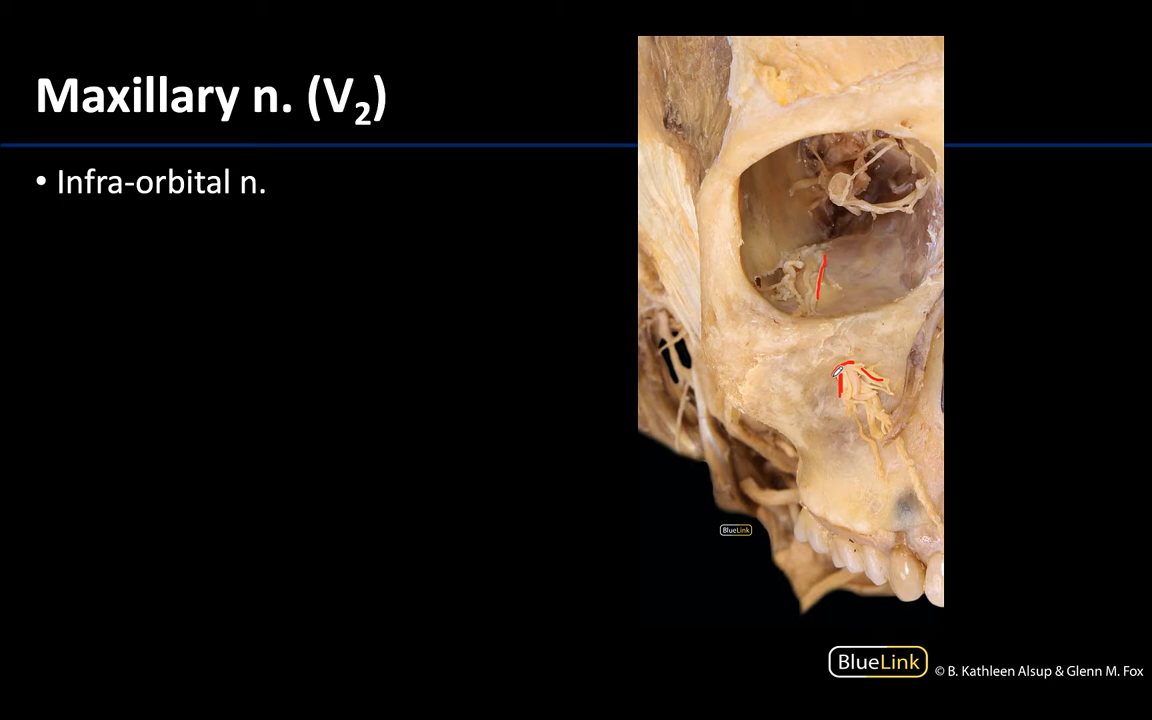 Maxillary n. (V₂)
• Infra-orbital n.
BlueLink
BlueLink
© B. Kathleen Alsup & Glenn M. Fox